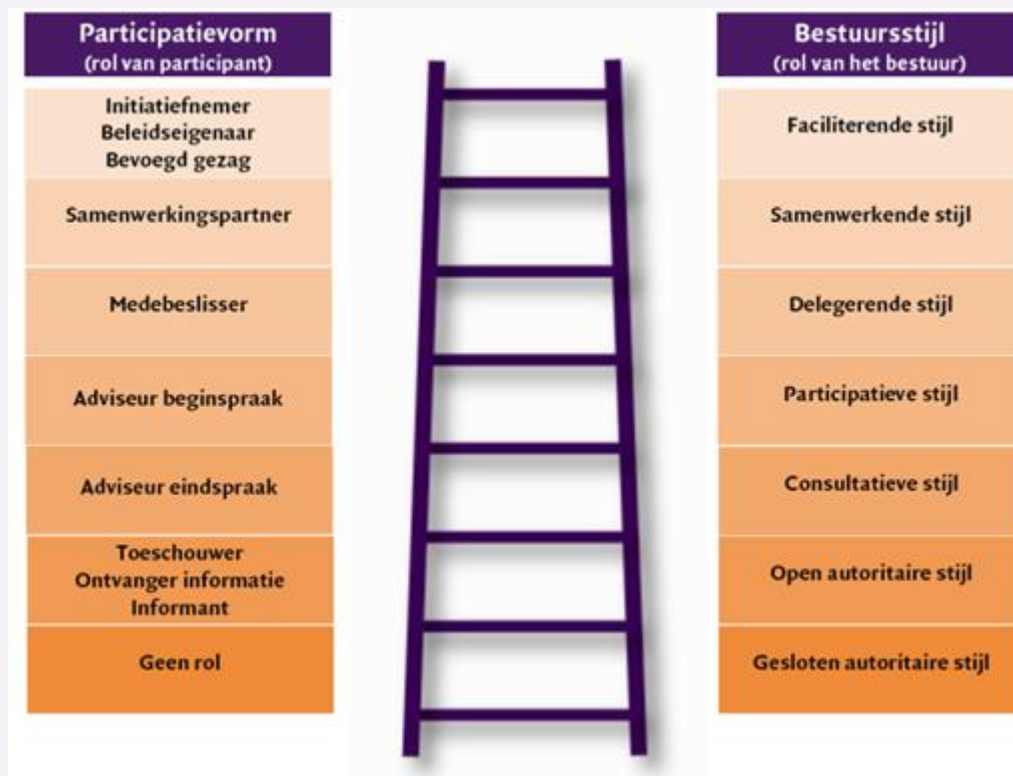 Participatievorm
(rol van participant)
Initiatiefnemer
Beleidseigenaar
Bevoegd gezag
Samenwerkingspartner
Medebeslisser
Adviseur beginspraak
Adviseur eindspraak
Toeschouwer
Ontvanger informatie
Informant
Geen rol
Bestuursstijl
(rol van het bestuur)
Faciliterende stijl
Samenwerkende stijl
Delegerende stijl
Participatieve stijl
Consultatieve stijl
Open autoritaire stijl
Gesloten autoritaire stijl